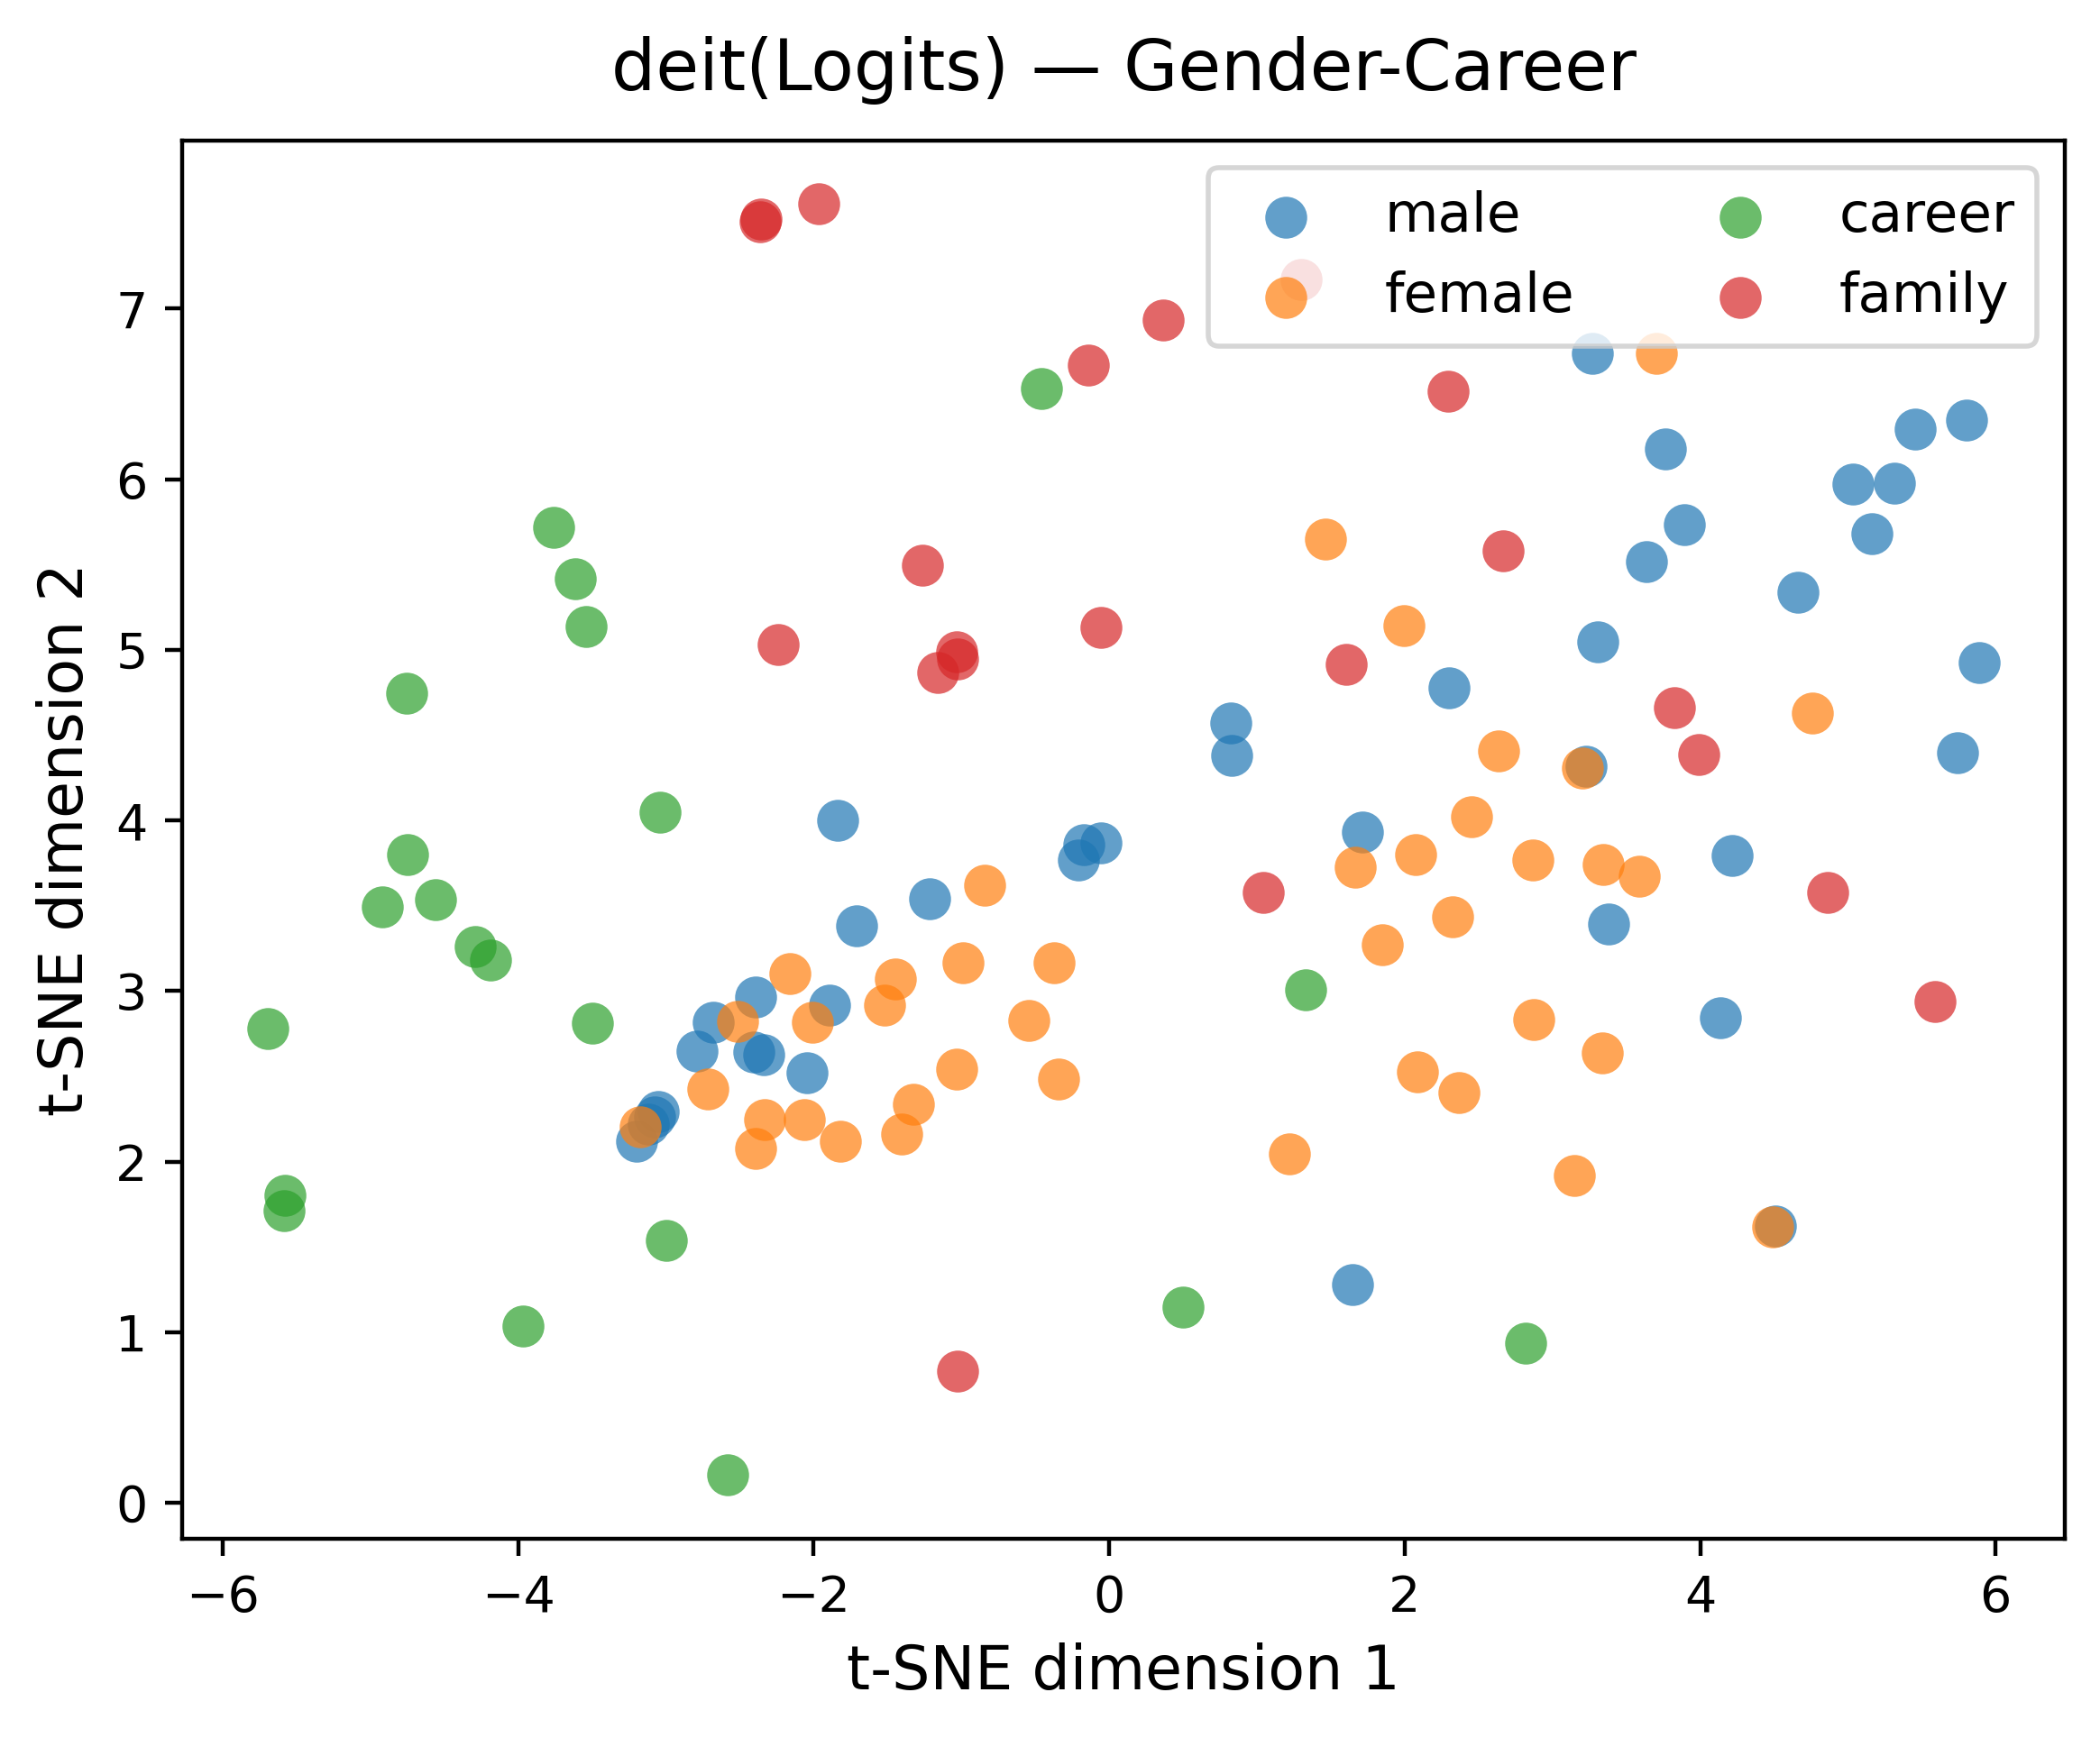 deit(Logits) — Gender-Career
male
female
career
family
t-SNE dimension 2
7
6
5
4
3
2
1
0
−6 −4 −2 0 2 4 6
t-SNE dimension 1